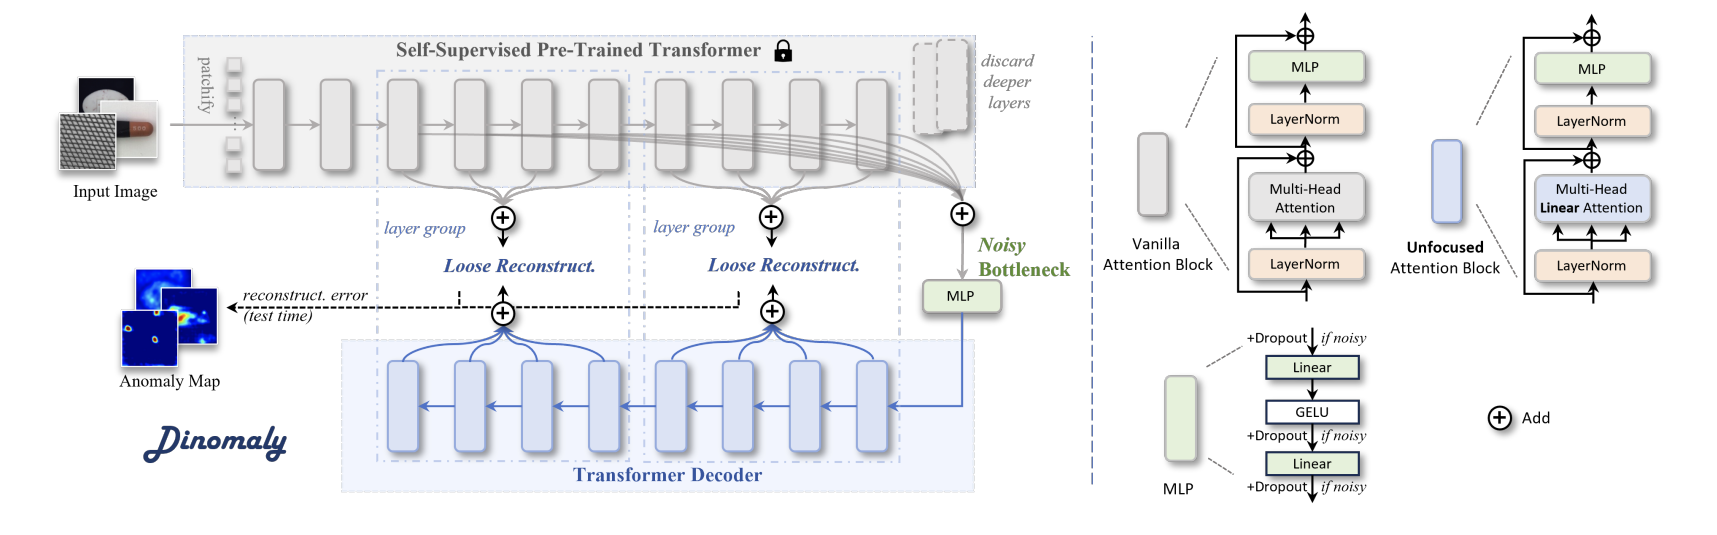 Self-Supervised Pre-Trained Transformer
patchify
discard
deeper
layers
Input Image
layer group
layer group
Loose Reconstruct.
Loose Reconstruct.
Noisy
Bottleneck
MLP
reconstruct. error
(test time)
Anomaly Map
Dinomaly
Transformer Decoder
MLP
LayerNorm
Multi-Head
Attention
LayerNorm
Vanilla
Attention Block
MLP
LayerNorm
Multi-Head
Linear Attention
LayerNorm
Unfocused
Attention Block
+Dropout if noisy
Linear
GELU
+Dropout if noisy
Linear
+Dropout if noisy
MLP
Add